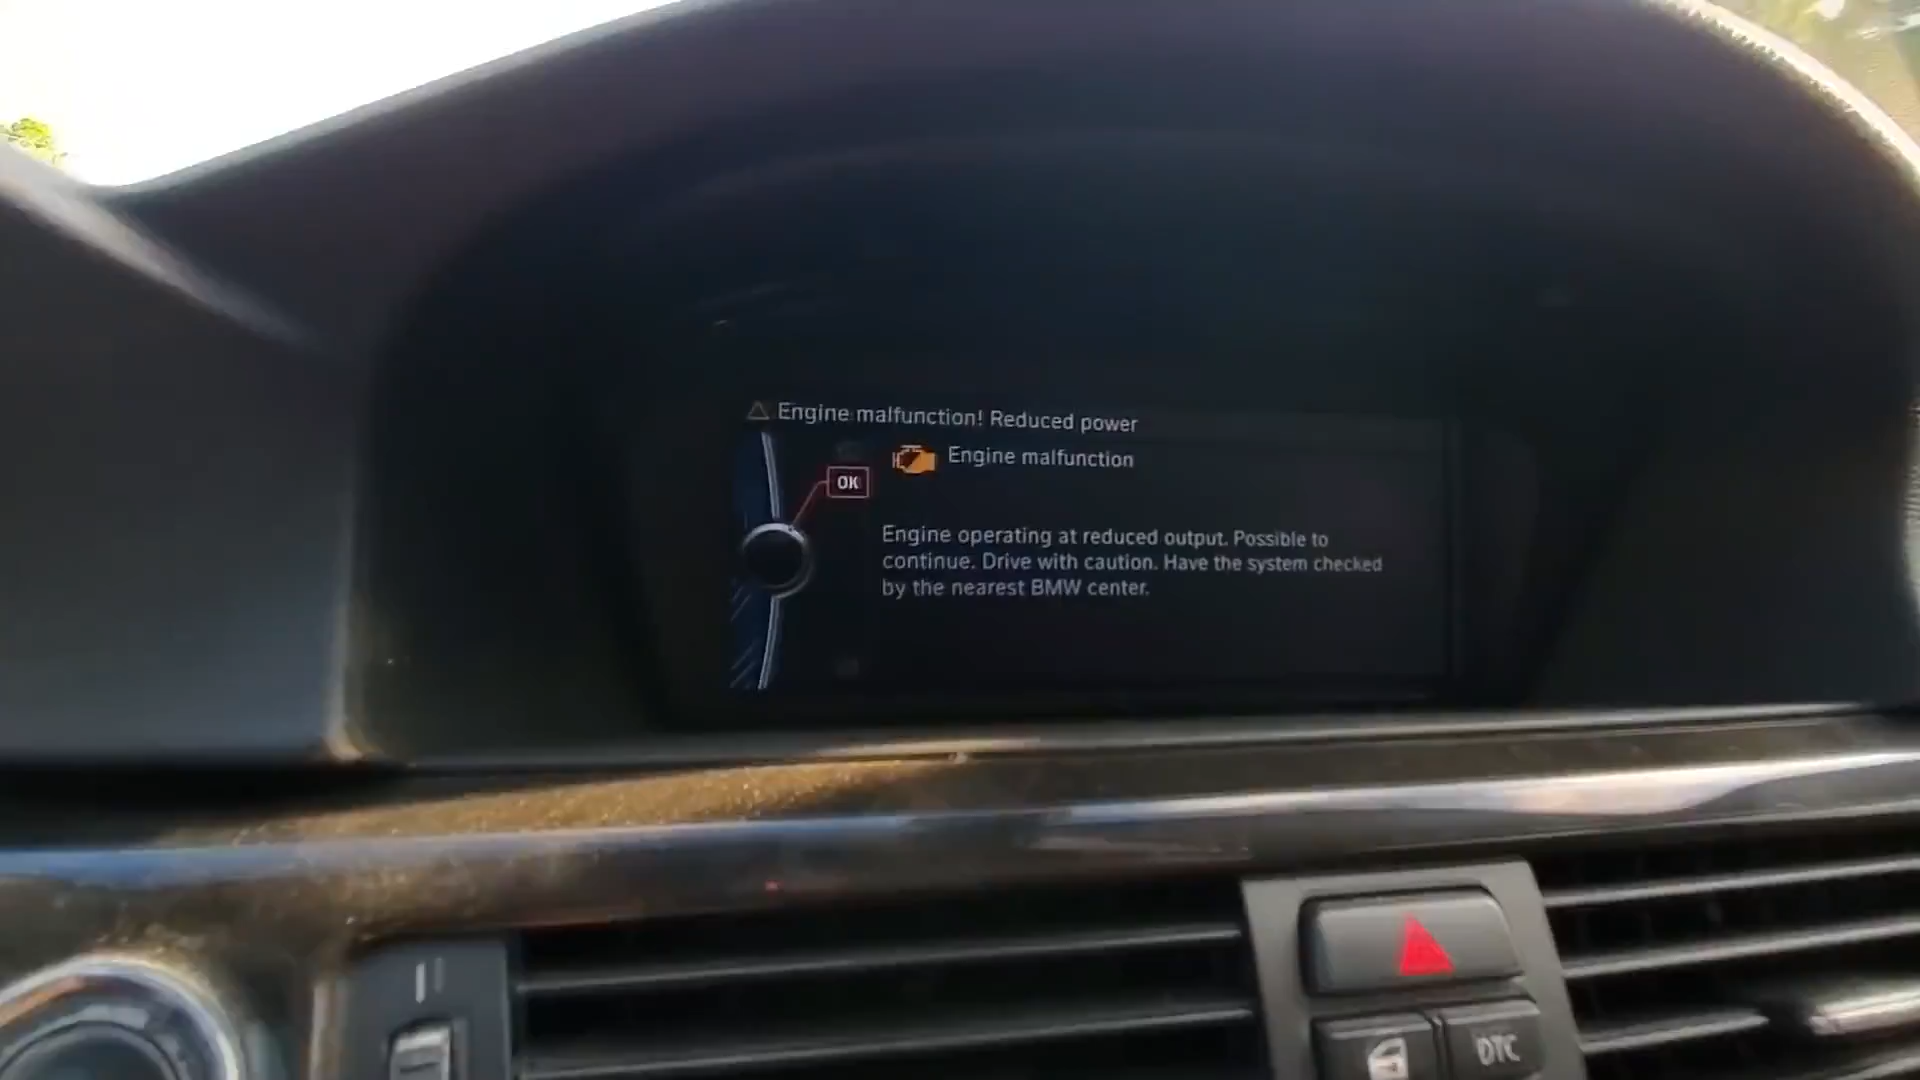 Engine malfunction! Reduced power
Engine malfunction
OK
Engine operating at reduced output. Possible to
continue. Drive with caution. Have the system checked
by the nearest BMW center.
DTC